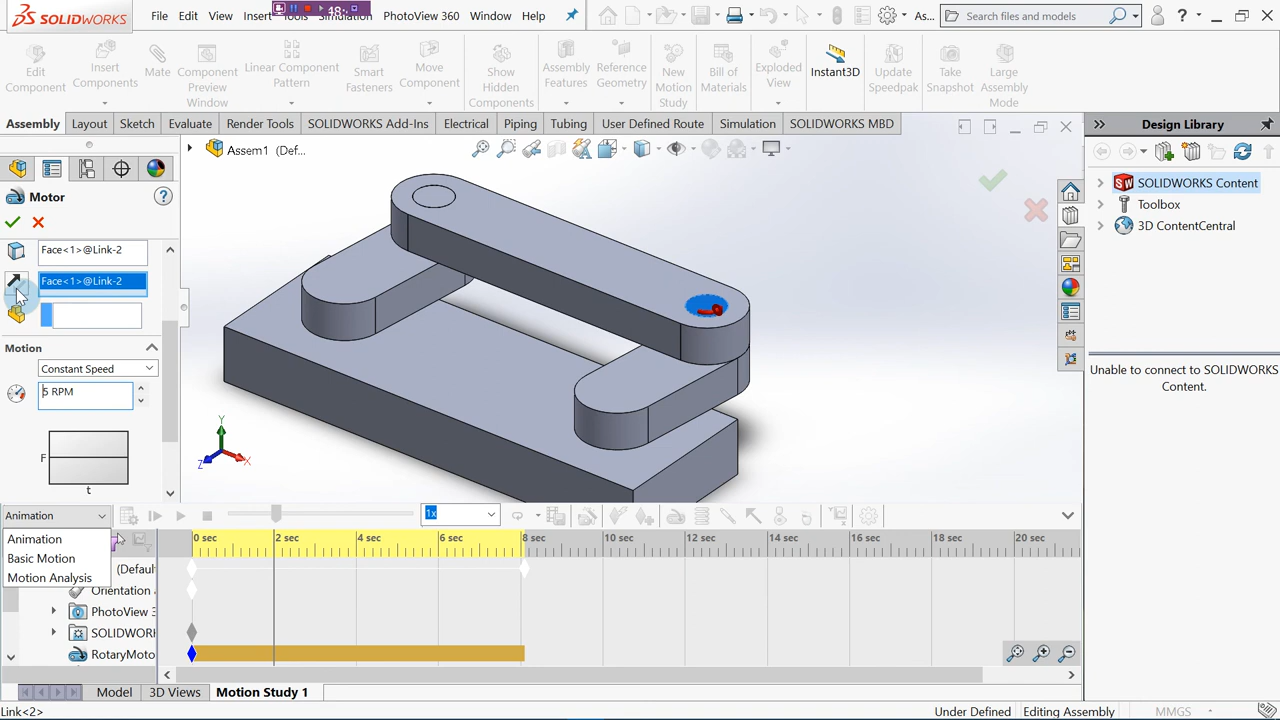 SOLIDWORKS File Edit View Insert Tools Simulation PhotoView 360 Window Help As... Search files and models ?
48
Edit Component
Insert Components
Mate
Component Preview Window
Linear Component Pattern
Smart Fasteners
Move Component
Show Hidden Components
Assembly Features
Reference Geometry
New Motion Study
Bill of Materials
Exploded View
Instant3D
Update Speedpak
Take Snapshot
Large Assembly Mode
Assembly Layout Sketch Evaluate Render Tools SOLIDWORKS Add-Ins Electrical Piping Tubing User Defined Route Simulation SOLIDWORKS MBD
Design Library
Assem1 (Def...
Motor ?
SOLIDWORKS Content
Toolbox
3D ContentCentral
Face<1>@Link-2
Face<1>@Link-2
Motion
Constant Speed
5 RPM
F
t
Y
Z
X
Unable to connect to SOLIDWORKS
Content.
Animation
1x
Animation
Basic Motion
Motion Analysis
0 sec 2 sec 4 sec 6 sec 8 sec 10 sec 12 sec 14 sec 16 sec 18 sec 20 sec
(Default
Orientation
PhotoView 3
SOLIDWOR
RotaryMoto
Model 3D Views Motion Study 1
Link<2> Under Defined Editing Assembly MMGS